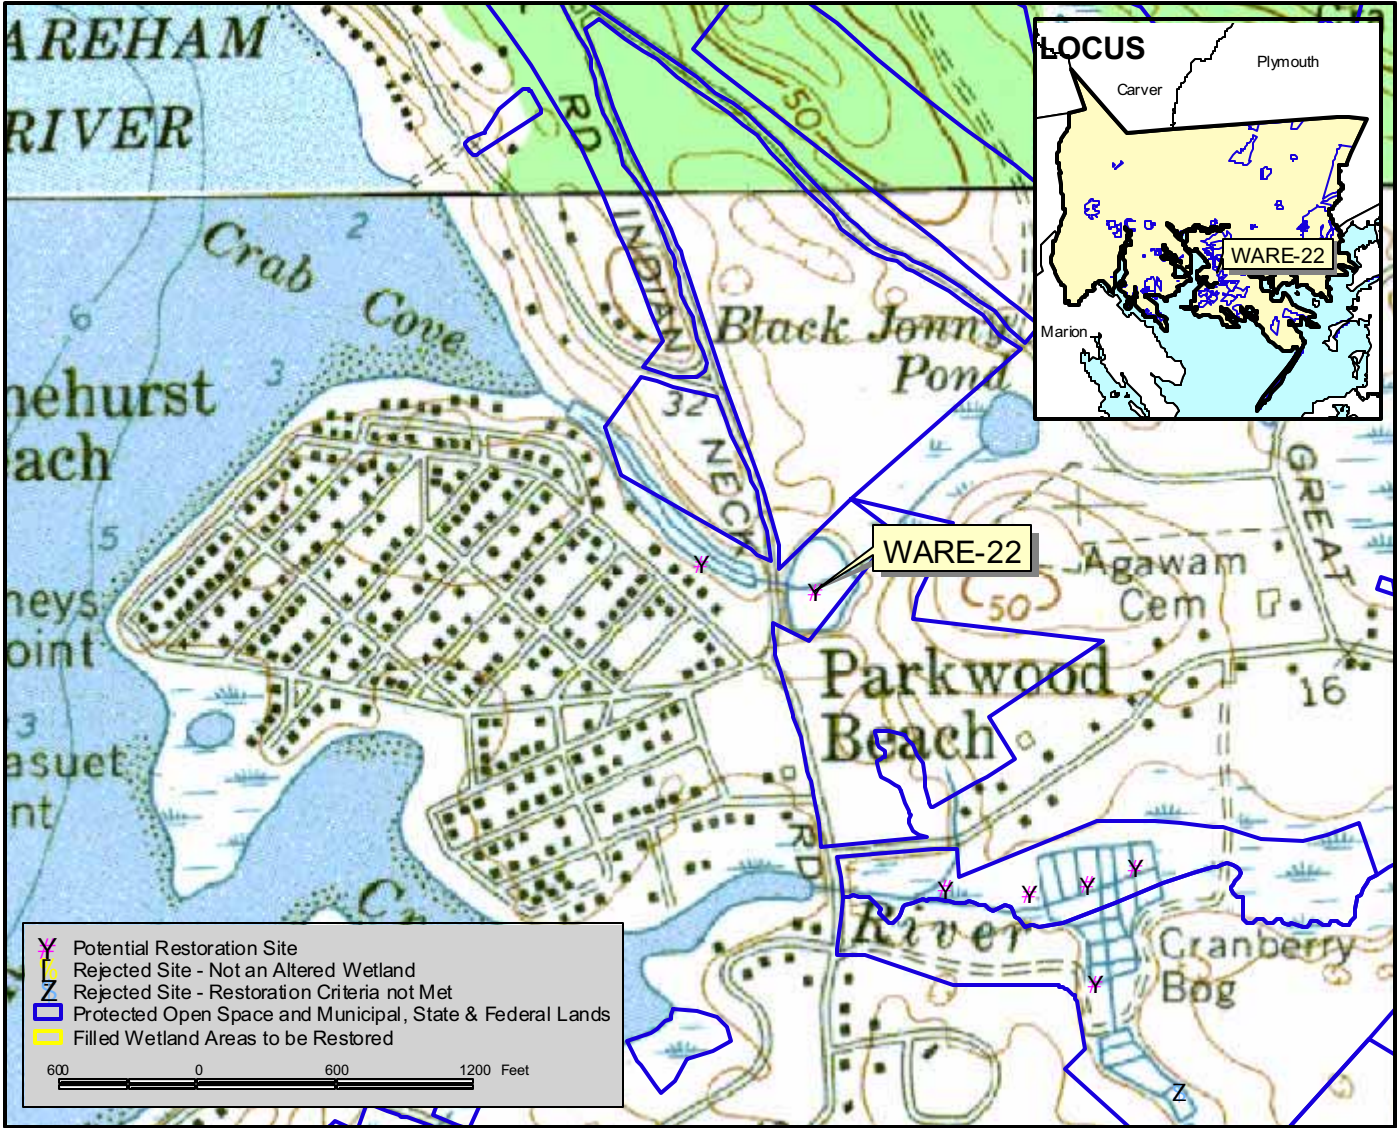 AREHAM
RIVER
RD
50
LOCUS
Plymouth
Carver
WARE-22
Marion
Crab
Cove
2
6
3
INDIAN
Black Jonny
Pond
nehurst
each
32
NECK
GREAT
5
WARE-22
Agawam
Cem
50
neys
oint
Parkwood
Beach
16
3
asuet
nt
RD
River
Cranberry
Bog
Potential Restoration Site
Rejected Site - Not an Altered Wetland
Z Rejected Site - Restoration Criteria not Met
Protected Open Space and Municipal, State & Federal Lands
Filled Wetland Areas to be Restored
600 0 600 1200 Feet
Z